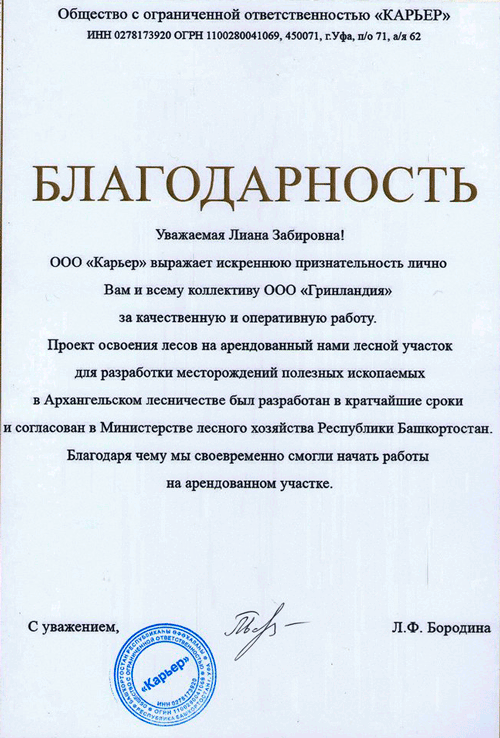 Общество с ограниченной ответственностью «КАРЬЕР»
ИНН 0278173920 ОГРН 1100280041069, 450071, г.Уфа, п/о 71, а/я 62
БЛАГОДАРНОСТЬ
Уважаемая Лиана Забировна!
ООО «Карьер» выражает искреннюю признательность лично
Вам и всему коллективу ООО «Гринландия»
за качественную и оперативную работу.
Проект освоения лесов на арендованный нами лесной участок
для разработки месторождений полезных ископаемых
в Архангельском лесничестве был разработан в кратчайшие сроки
и согласован в Министерстве лесного хозяйства Республики Башкортостан.
Благодаря чему мы своевременно смогли начать работы
на арендованном участке.
С уважением,
Л.Ф. Бородина
«Карьер»
ИНН 0278173920
ОГРН 1100280041069
РЕСПУБЛИКА БАШКОРТОСТАН